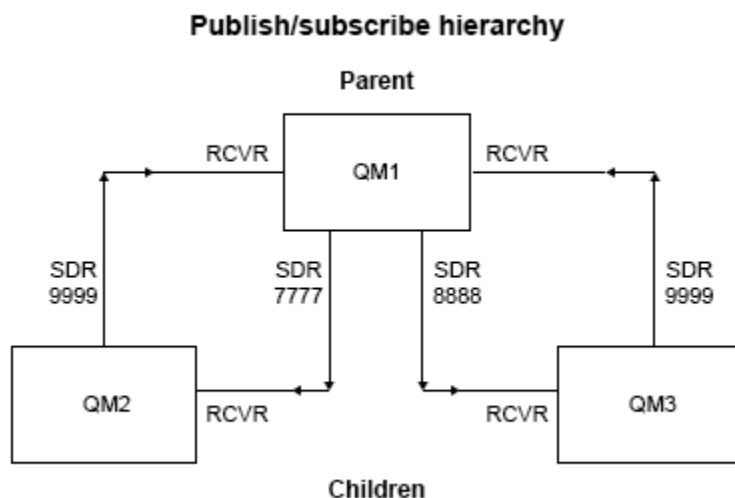 Publish/subscribe hierarchy
Parent
RCVR
QM1
RCVR
SDR
9999
SDR
7777
SDR
8888
SDR
9999
QM2
RCVR
RCVR
QM3
Children